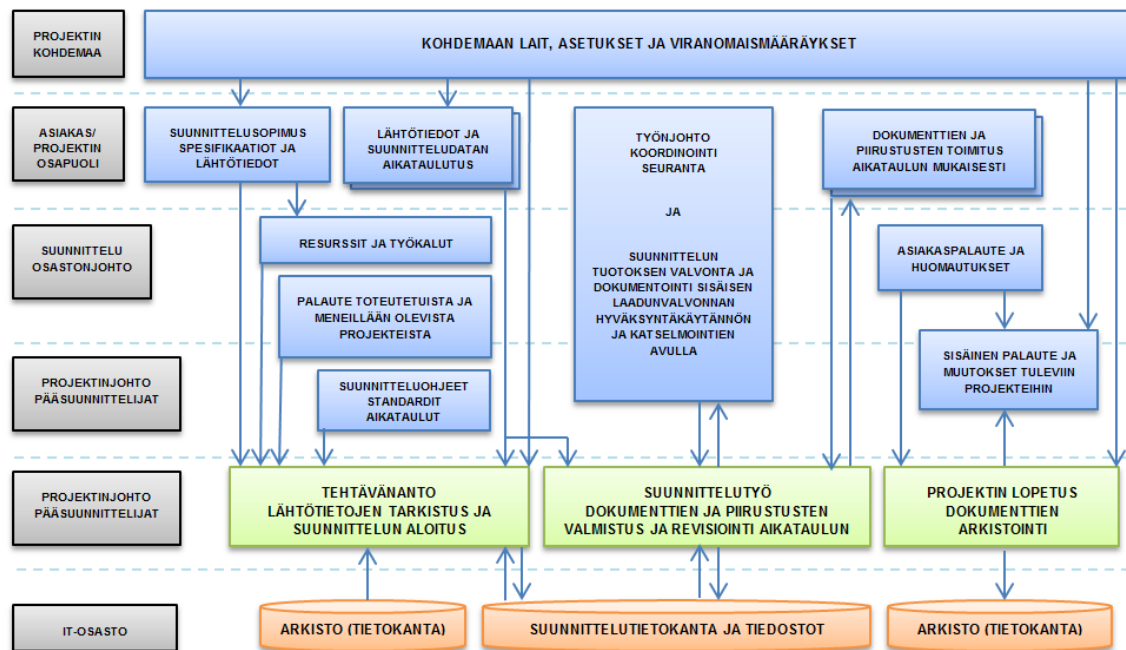 PROJEKTIN
KOHDEMAA
KOHDEMAAN LAIT, ASETUKSET JA VIRANOMAISMÄÄRÄYKSET
ASIAKAS/
PROJEKTIN
OSAPUOLI
SUUNNITTELUSOPIMUS
SPESIFIKAATIOT JA
LÄHTÖTIEDOT
LÄHTÖTIEDOT JA
SUUNNITTELUDATAN
AIKATAULUTUS
TYÖNJOHTO
KOORDINOINTI
SEURANTA
JA
SUUNNITTELUN
TUOTOKSEN VALVONTA JA
DOKUMENTOINTI SISÄISEN
LAADUNVALVONNAN
HYVÄKSYNTÄKÄYTÄNNÖN
JA KATSELMOINTIEN
AVULLA
DOKUMENTTIEN JA
PIIRUSTUSTEN TOIMITUS
AIKATAULUN MUKAISESTI
SUUNNITTELU
OSASTONJOHTO
RESURSSIT JA TYÖKALUT
ASIAKASPALAUTE JA
HUOMAUTUKSET
PALAUTE TOTEUTETUISTA JA
MENEILLÄÄN OLEVISTA
PROJEKTEISTA
PROJEKTINJOHTO
PÄÄSUUNNITTELIJAT
SUUNNITTELUOHJEET
STANDARDIT
AIKATAULUT
SISÄINEN PALAUTE JA
MUUTOKSET TULEVIIN
PROJEKTEIHIN
PROJEKTINJOHTO
PÄÄSUUNNITTELIJAT
TEHTÄVÄNANTO
LÄHTÖTIETOJEN TARKISTUS JA
SUUNNITTELUN ALOITUS
SUUNNITTELUTYÖ
DOKUMENTTIEN JA PIIRUSTUSTEN
VALMISTUS JA REVISIOINTI AIKATAULUN
PROJEKTIN LOPETUS
DOKUMENTTIEN
ARKISTOINTI
IT-OSASTO
ARKISTO (TIETOKANTA)
SUUNNITTELUTIETOKANTA JA TIEDOSTOT
ARKISTO (TIETOKANTA)